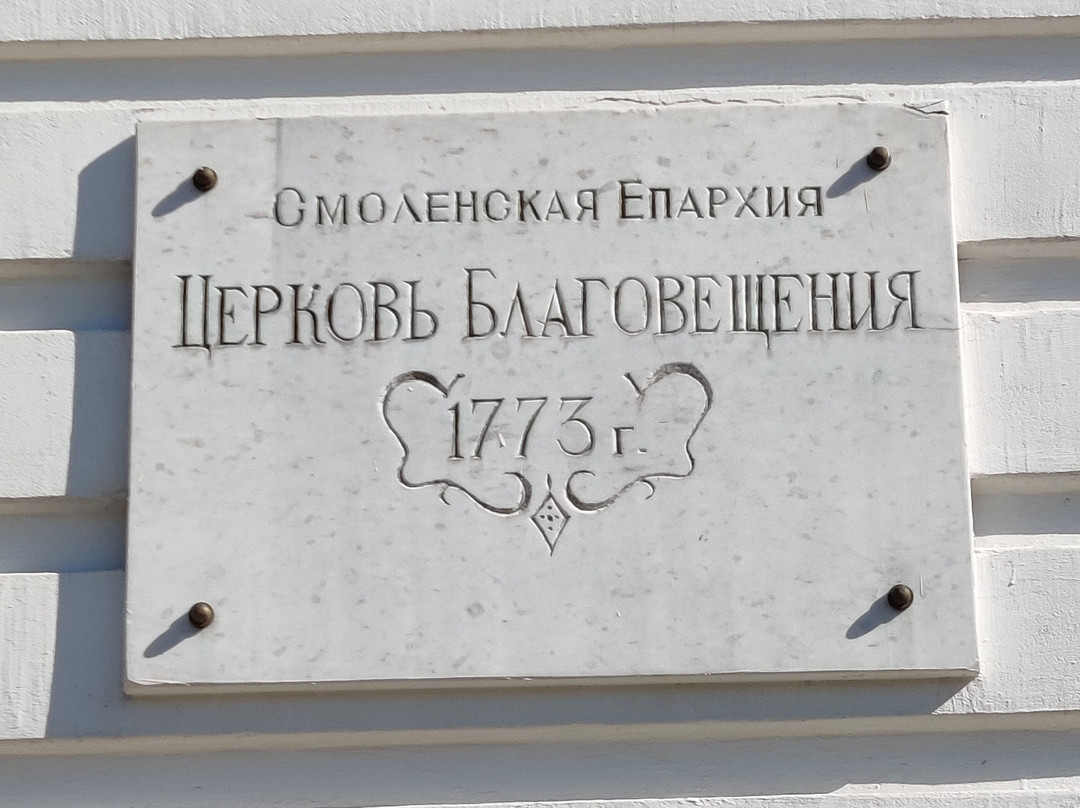 Смоленская Епархия
Церковь Благовещения
1773 г.